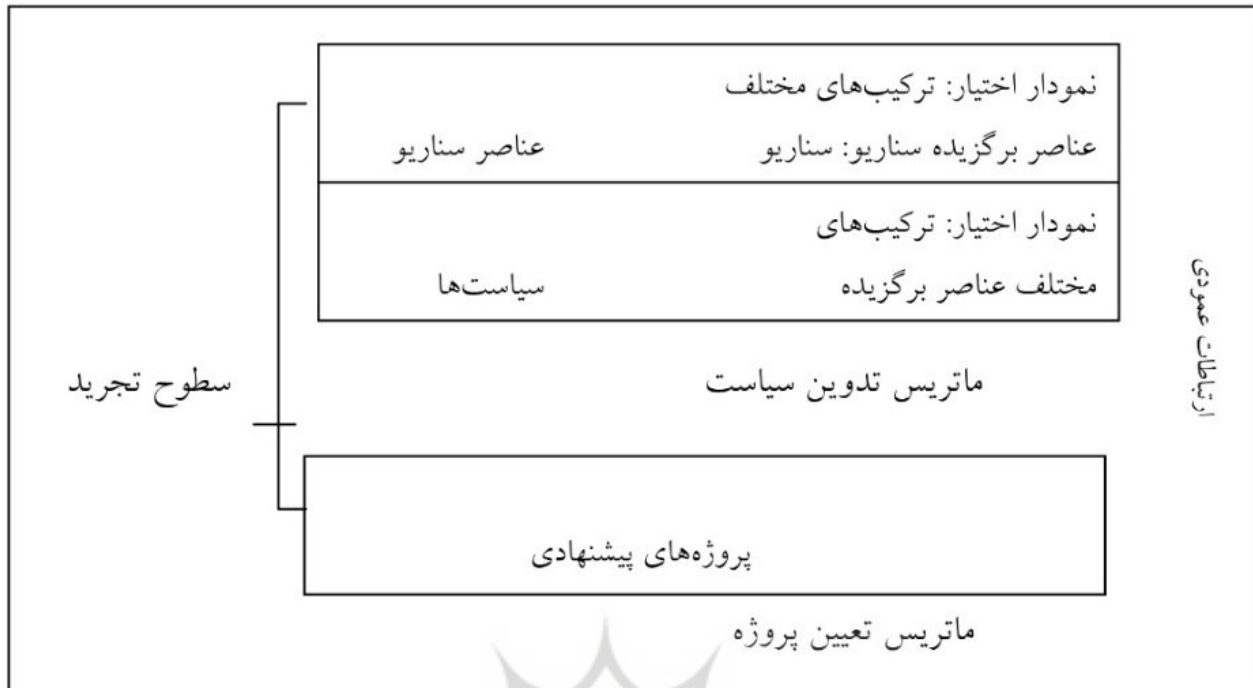 نمودار اختیار: ترکیب‌های مختلف
عناصر برگزیده سناریو: سناریو عناصر سناریو
نمودار اختیار: ترکیب‌های
مختلف عناصر برگزیده سیاست‌ها
ارتباطات عمودی
ماتریس تدوین سیاست
سطوح تجرید
پروژه‌های پیشنهادی
ماتریس تعیین پروژه